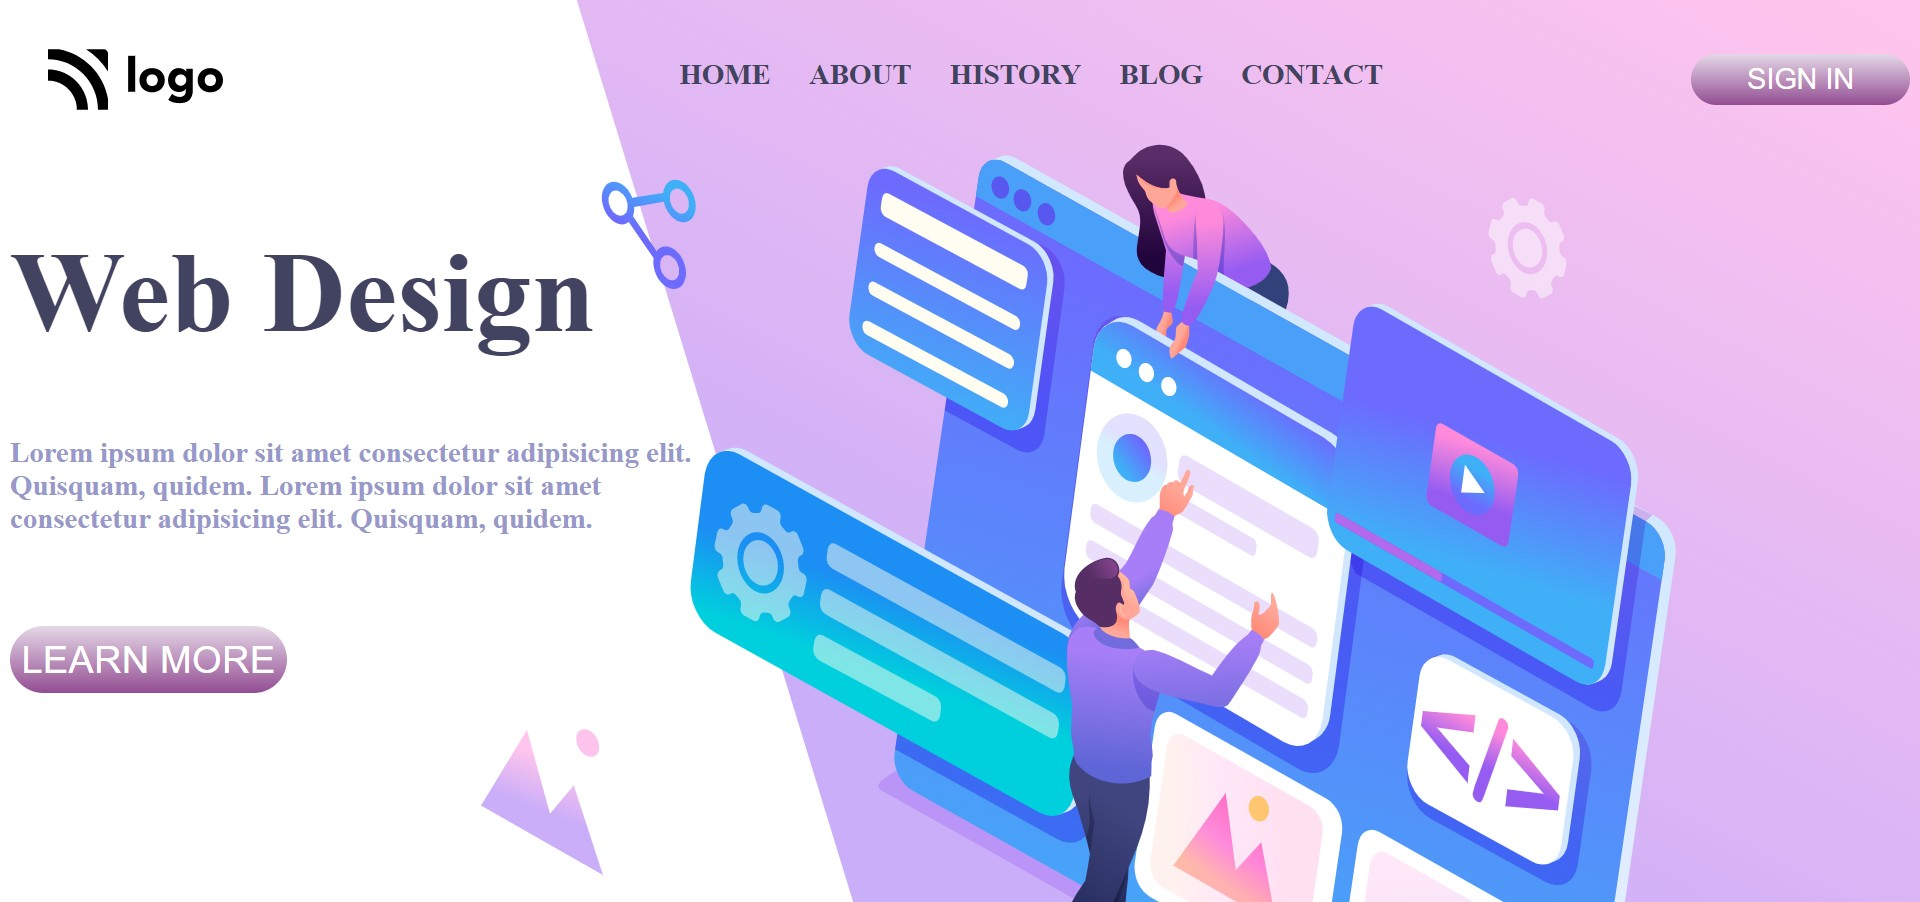 logo
HOME ABOUT HISTORY BLOG CONTACT
SIGN IN
Web Design
Lorem ipsum dolor sit amet consectetur adipisicing elit.
Quisquam, quidem. Lorem ipsum dolor sit amet
consectetur adipisicing elit. Quisquam, quidem.
LEARN MORE
</>